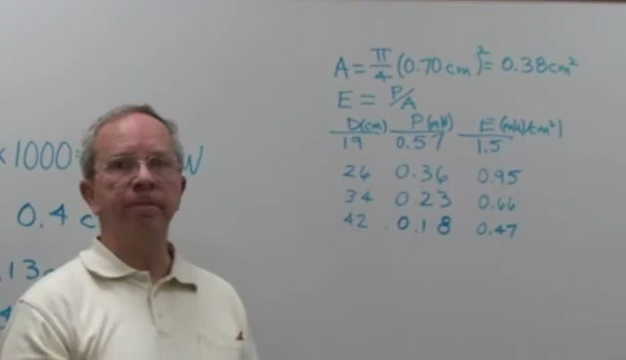 A = π/4 (0.70 cm)² = 0.38 cm²
E = P/A
D(cm) P(mW) E(mW/cm²)
19 0.57 1.5
26 0.36 0.95
34 0.23 0.66
42 0.18 0.47
×1000=
0.4
.13